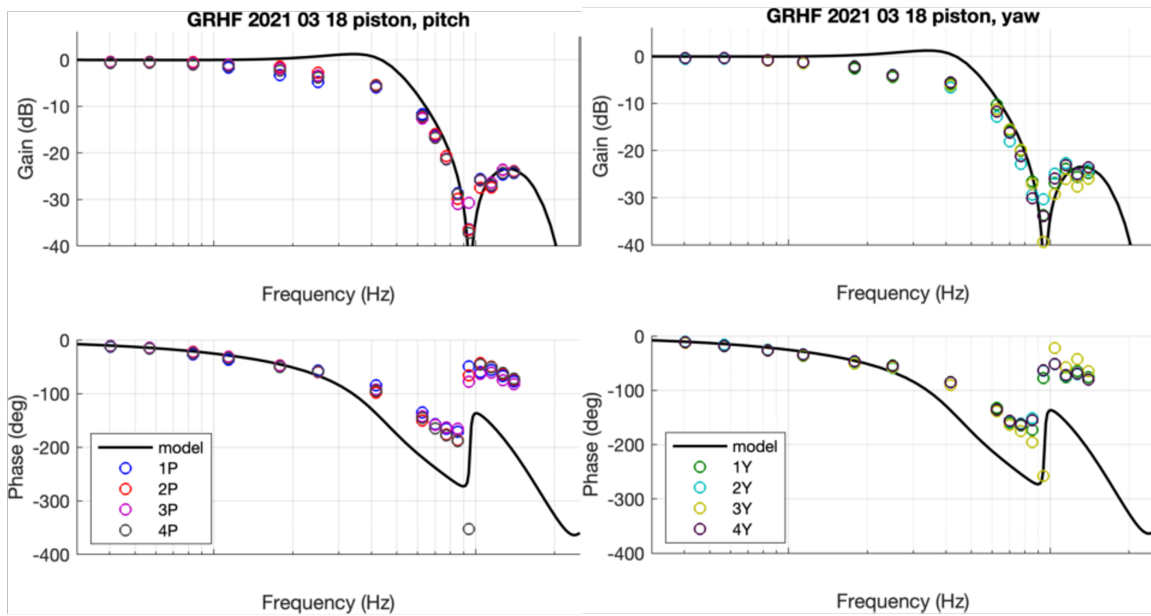 GRHF 2021 03 18 piston, pitch
Gain (dB)
0
-10
-20
-30
-40
Frequency (Hz)
Phase (deg)
0
-100
-200
-300
-400
model
1P
2P
3P
4P
Frequency (Hz)
GRHF 2021 03 18 piston, yaw
Gain (dB)
0
-10
-20
-30
-40
Frequency (Hz)
Phase (deg)
0
-100
-200
-300
-400
model
1Y
2Y
3Y
4Y
Frequency (Hz)